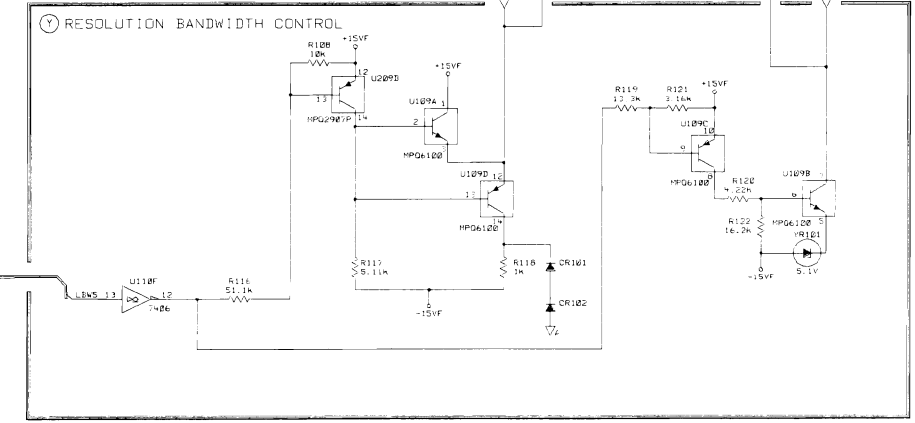 Y RESOLUTION BANDWIDTH CONTROL
R108
10K
+15VF
12
U209D
13
14
MPQ2907P
+15VF
U109A
1
2
3
MPQ6100
U109D
12
13
14
MPQ6100
R117
5.11K
R118
1K
CR101
CR102
-15VF
LBW5
13
U110F
12
7406
R116
51.1K
R119
R121
3.16K
+15VF
U109C
10
9
8
MPQ6100
R120
4.22K
U109B
6
5
MPQ6100
R122
16.2K
VR101
5.1V
-15VF